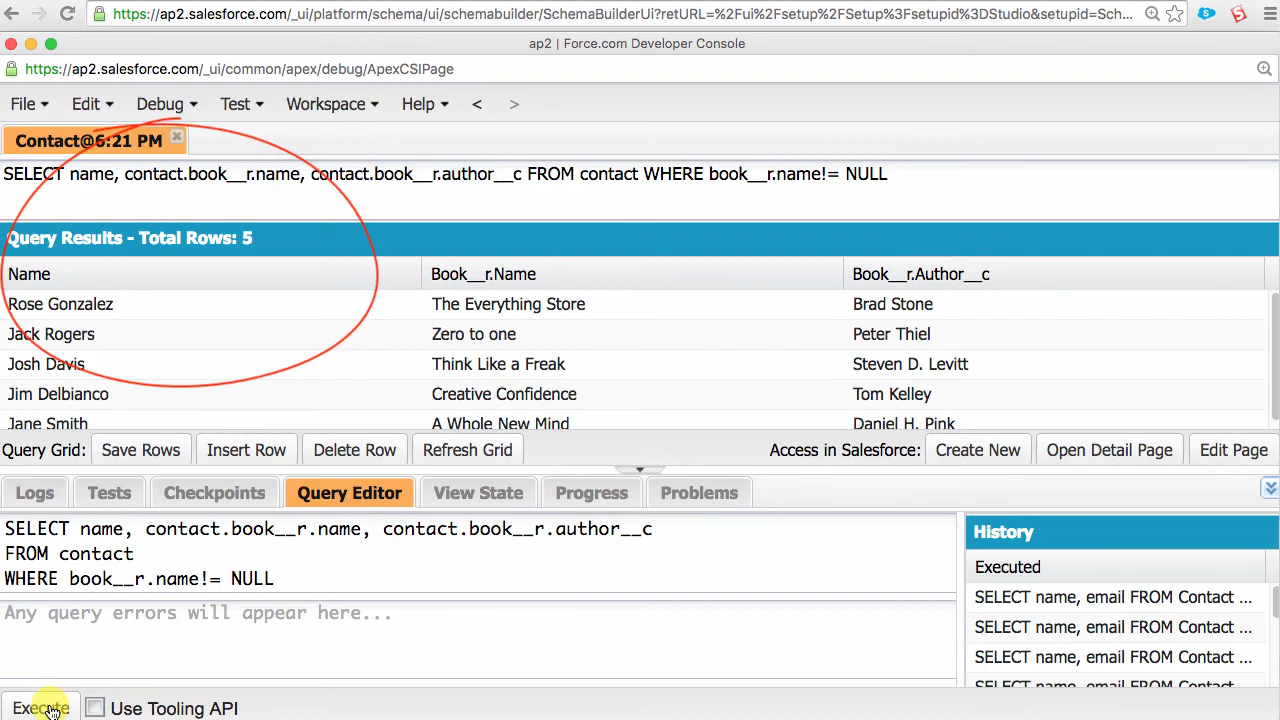 https://ap2.salesforce.com/_ui/platform/schema/ui/schemabuilder/SchemaBuilderUi?retURL=%2Fui%2Fsetup%2FSetup%3Fsetupid%3DStudio&setupid=Sch...
ap2 | Force.com Developer Console
https://ap2.salesforce.com/_ui/common/apex/debug/ApexCSIPage
File Edit Debug Test Workspace Help < >
Contact@6:21 PM
SELECT name, contact.book__r.name, contact.book__r.author__c FROM contact WHERE book__r.name!= NULL
Query Results - Total Rows: 5
Name Book__r.Name Book__r.Author__c
Rose Gonzalez The Everything Store Brad Stone
Jack Rogers Zero to one Peter Thiel
Josh Davis Think Like a Freak Steven D. Levitt
Jim Delbianco Creative Confidence Tom Kelley
Jane Smith A Whole New Mind Daniel H. Pink
Query Grid: Save Rows Insert Row Delete Row Refresh Grid Access in Salesforce: Create New Open Detail Page Edit Page
Logs Tests Checkpoints Query Editor View State Progress Problems
SELECT name, contact.book__r.name, contact.book__r.author__c
FROM contact
WHERE book__r.name!= NULL
Any query errors will appear here...
History
Executed
SELECT name, email FROM Contact ...
SELECT name, email FROM Contact ...
SELECT name, email FROM Contact ...
SELECT name, email FROM Contact ...
Execute Use Tooling API